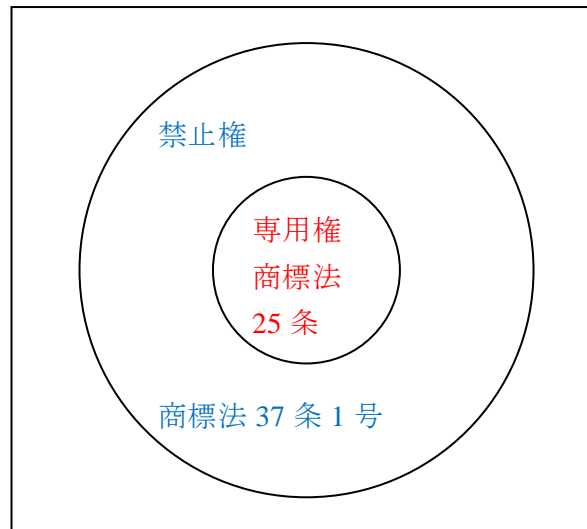 禁止権
専用権
商標法
25 条
商標法 37 条 1 号